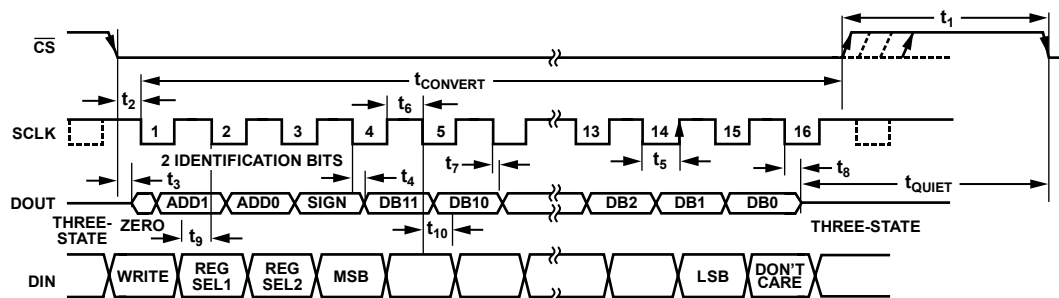 t1
CS
tCONVERT
t2
t6
SCLK
1 2 3 4 5 13 14 15 16
2 IDENTIFICATION BITS
t7
t5
t8
t3
t4
tQUIET
DOUT
ADD1 ADD0 SIGN DB11 DB10 DB2 DB1 DB0
THREE-STATE
ZERO
t9
t10
THREE-STATE
DIN
WRITE
REG SEL1
REG SEL2
MSB
LSB
DON'T CARE